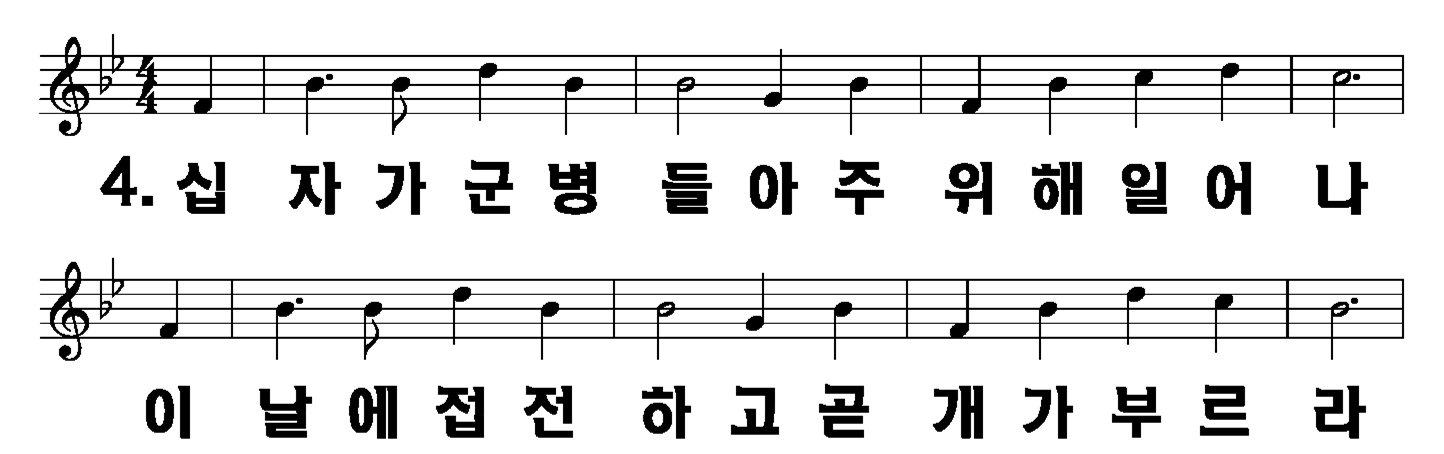 4. 십 자 가 군 병 들 아 주 위 해 일 어 나
이 날 에 접 전 하 고 곧 개 가 부 르 라